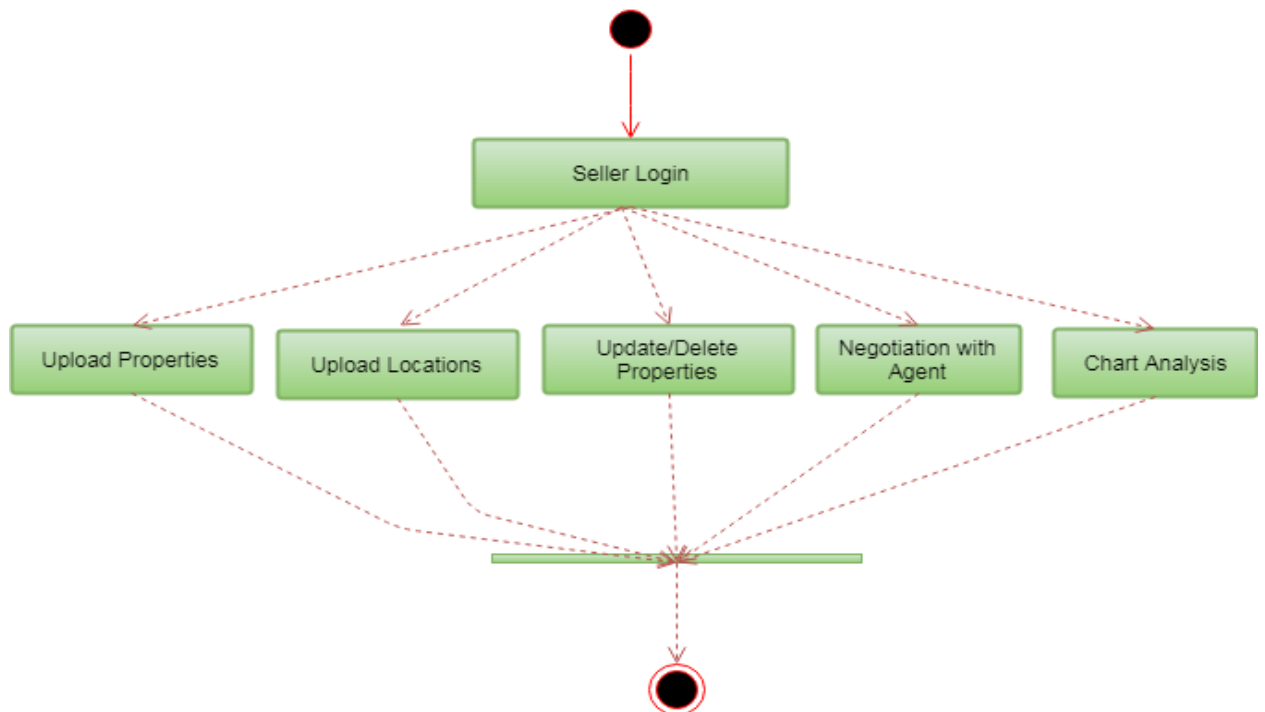 Seller Login
Upload Properties
Upload Locations
Update/Delete
Properties
Negotiation with
Agent
Chart Analysis